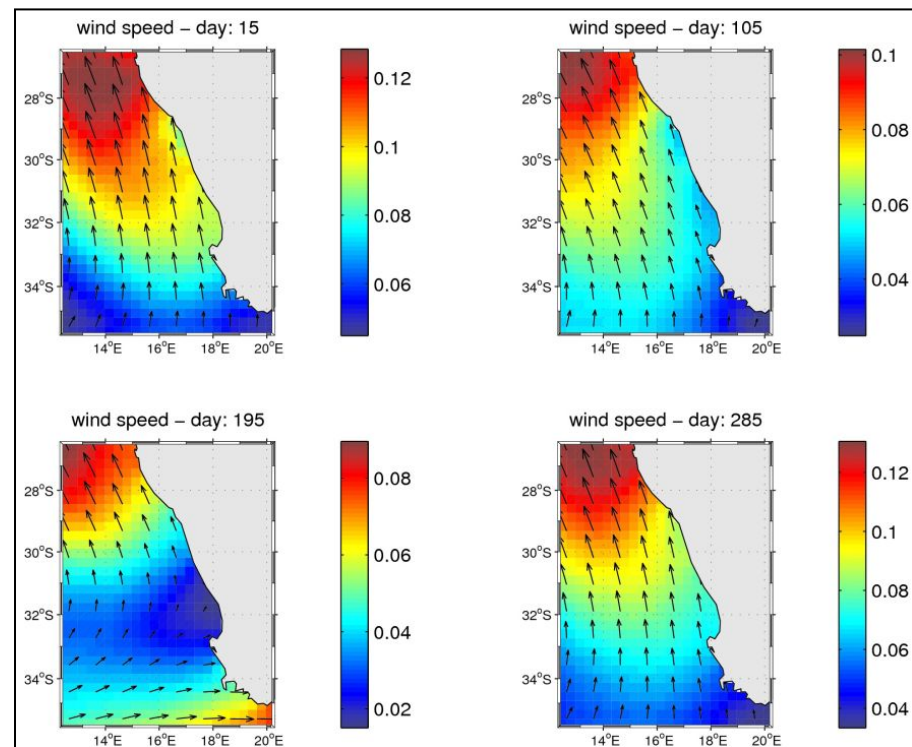 wind speed – day: 15
28°S
30°S
32°S
34°S
14°E 16°E 18°E 20°E
0.12
0.1
0.08
0.06
wind speed – day: 105
28°S
30°S
32°S
34°S
14°E 16°E 18°E 20°E
0.1
0.08
0.06
0.04
wind speed – day: 195
28°S
30°S
32°S
34°S
14°E 16°E 18°E 20°E
0.08
0.06
0.04
0.02
wind speed – day: 285
28°S
30°S
32°S
34°S
14°E 16°E 18°E 20°E
0.12
0.1
0.08
0.06
0.04